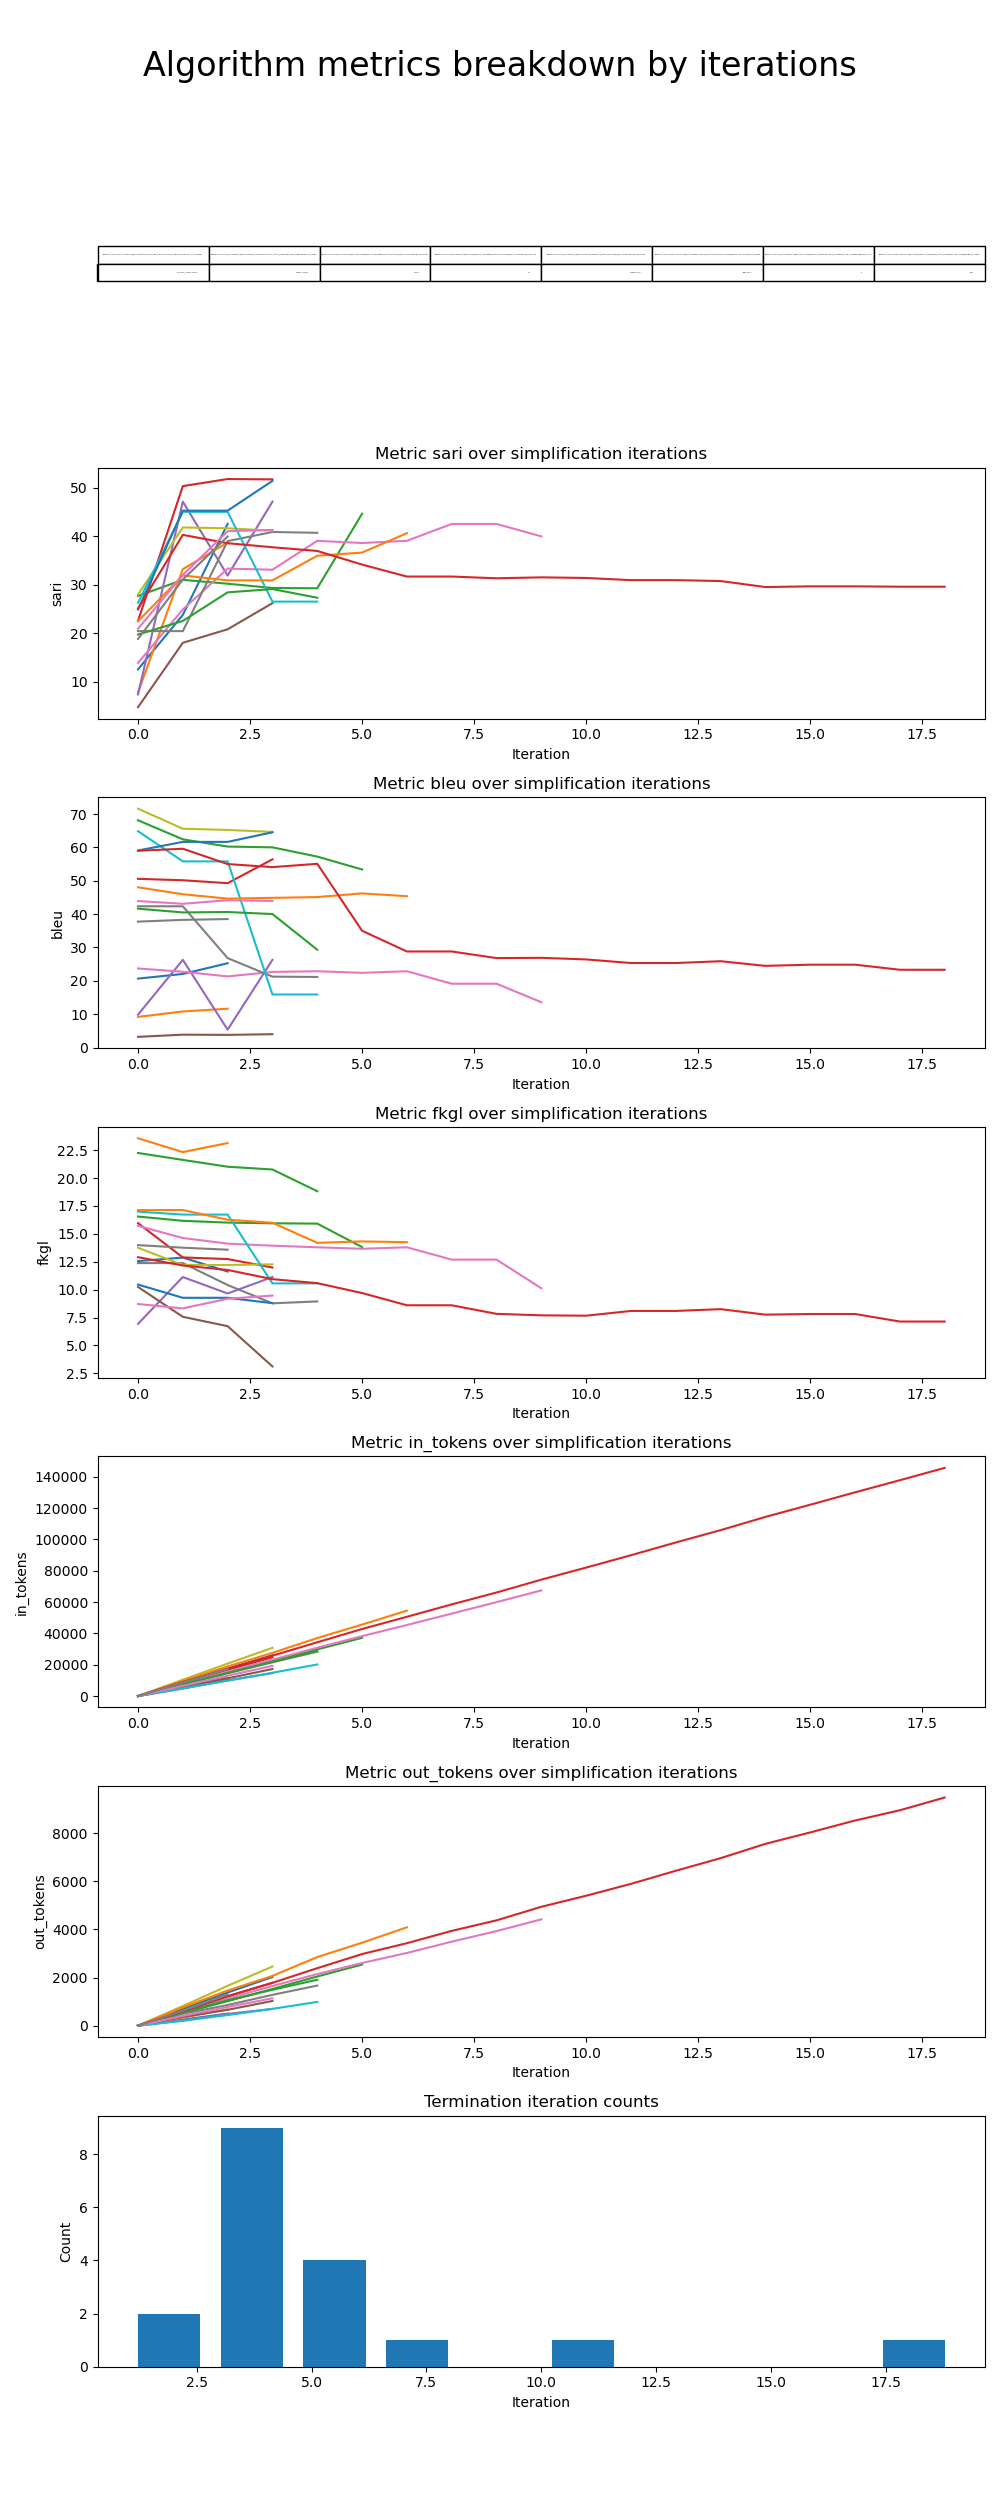 Algorithm metrics breakdown by iterations
Metric sari over simplification iterations
50
40
30
20
10
sari
0.0 2.5 5.0 7.5 10.0 12.5 15.0 17.5
Iteration
Metric bleu over simplification iterations
70
60
50
40
30
20
10
0
bleu
0.0 2.5 5.0 7.5 10.0 12.5 15.0 17.5
Iteration
Metric fkgl over simplification iterations
22.5
20.0
17.5
15.0
12.5
10.0
7.5
5.0
2.5
fkgl
0.0 2.5 5.0 7.5 10.0 12.5 15.0 17.5
Iteration
Metric in_tokens over simplification iterations
140000
120000
100000
80000
60000
40000
20000
0
in_tokens
0.0 2.5 5.0 7.5 10.0 12.5 15.0 17.5
Iteration
Metric out_tokens over simplification iterations
8000
6000
4000
2000
0
out_tokens
0.0 2.5 5.0 7.5 10.0 12.5 15.0 17.5
Iteration
Termination iteration counts
8
6
4
2
0
Count
2.5 5.0 7.5 10.0 12.5 15.0 17.5
Iteration